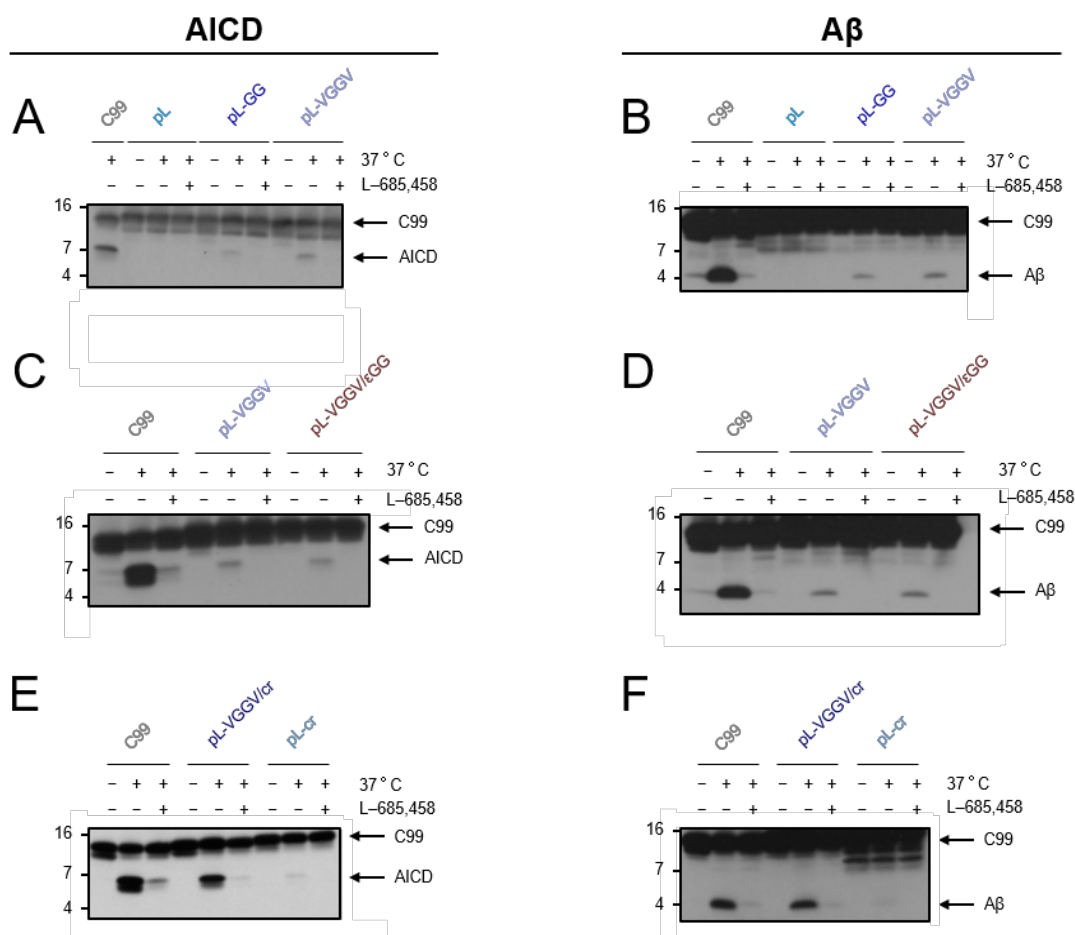 AICD
Aβ
A
C99
pL
pL-GG
pL-VGGV
+ – + + – + + – + + 37°C
– – – + – – + – – + L–685,458
16
7
4
C99
AICD
B
C99
pL
pL-GG
pL-VGGV
– + + – + + – + + – + + 37°C
– – + – – + – – + – – + L–685,458
16
7
4
C99
Aβ
C
C99
pL-VGGV
pL-VGGV/εGG
– + + – + + – + + 37°C
– – + – – + – – + L–685,458
16
7
4
C99
AICD
D
C99
pL-VGGV
pL-VGGV/εGG
– + + – + + – + + 37°C
– – + – – + – – + L–685,458
16
7
4
C99
Aβ
E
C99
pL-VGGV/cr
pL-cr
– + + – + + – + + 37°C
– – + – – + – – + L–685,458
16
7
4
C99
AICD
F
C99
pL-VGGV/cr
pL-cr
– + + – + + – + + 37°C
– – + – – + – – + L–685,458
16
7
4
C99
Aβ